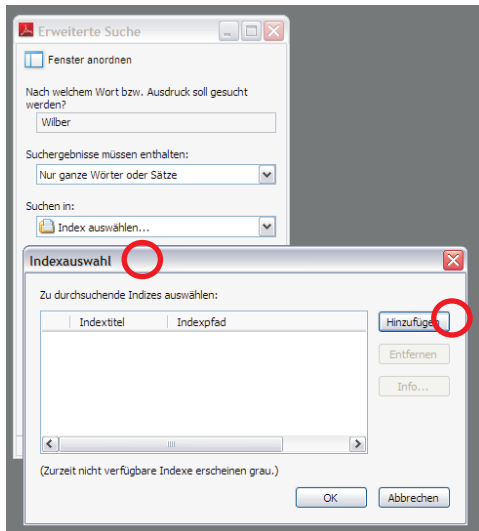 Erweiterte Suche
Fenster anordnen
Nach welchem Wort bzw. Ausdruck soll gesucht
werden?
Wilber
Suchergebnisse müssen enthalten:
Nur ganze Wörter oder Sätze
Suchen in:
Index auswählen...
Indexauswahl
Zu durchsuchende Indizes auswählen:
Indextitel Indexpfad
Hinzufügen
Entfernen
Info...
(Zurzeit nicht verfügbare Indexe erscheinen grau.)
OK Abbrechen